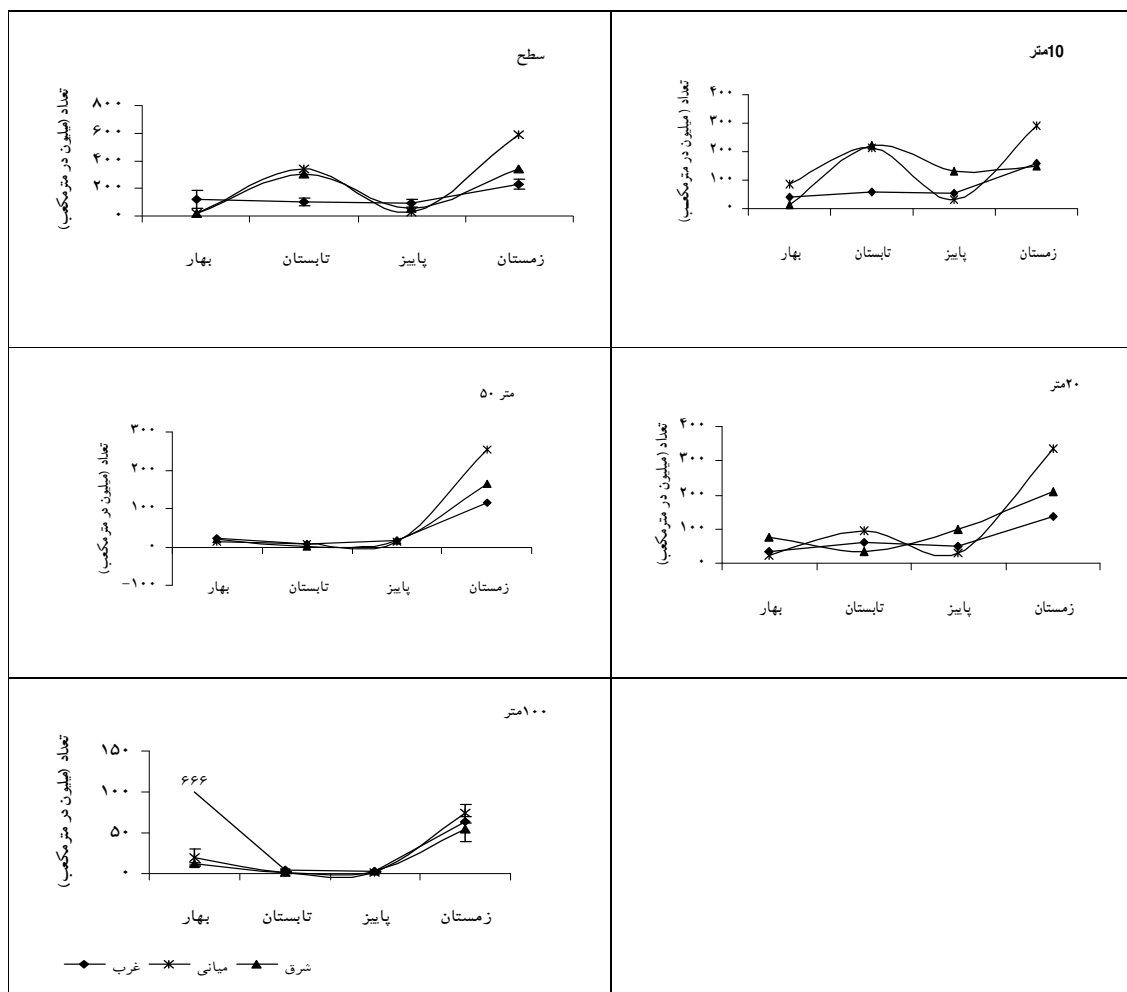 سطح
تعداد (میلیون در مترمکعب)
۸۰۰
۶۰۰
۴۰۰
۲۰۰
۰
بهار تابستان پاییز زمستان
10متر
تعداد (میلیون در مترمکعب)
۴۰۰
۳۰۰
۲۰۰
۱۰۰
۰
بهار تابستان پاییز زمستان
متر ۵۰
تعداد (میلیون در مترمکعب)
۳۰۰
۲۰۰
۱۰۰
۰
-۱۰۰
بهار تابستان پاییز زمستان
۲۰متر
تعداد (میلیون در مترمکعب)
۴۰۰
۳۰۰
۲۰۰
۱۰۰
۰
بهار تابستان پاییز زمستان
۱۰۰متر
تعداد (میلیون در مترمکعب)
۱۵۰
۱۰۰
۵۰
۰
۶۶۶
بهار تابستان پاییز زمستان
غرب میانی شرق